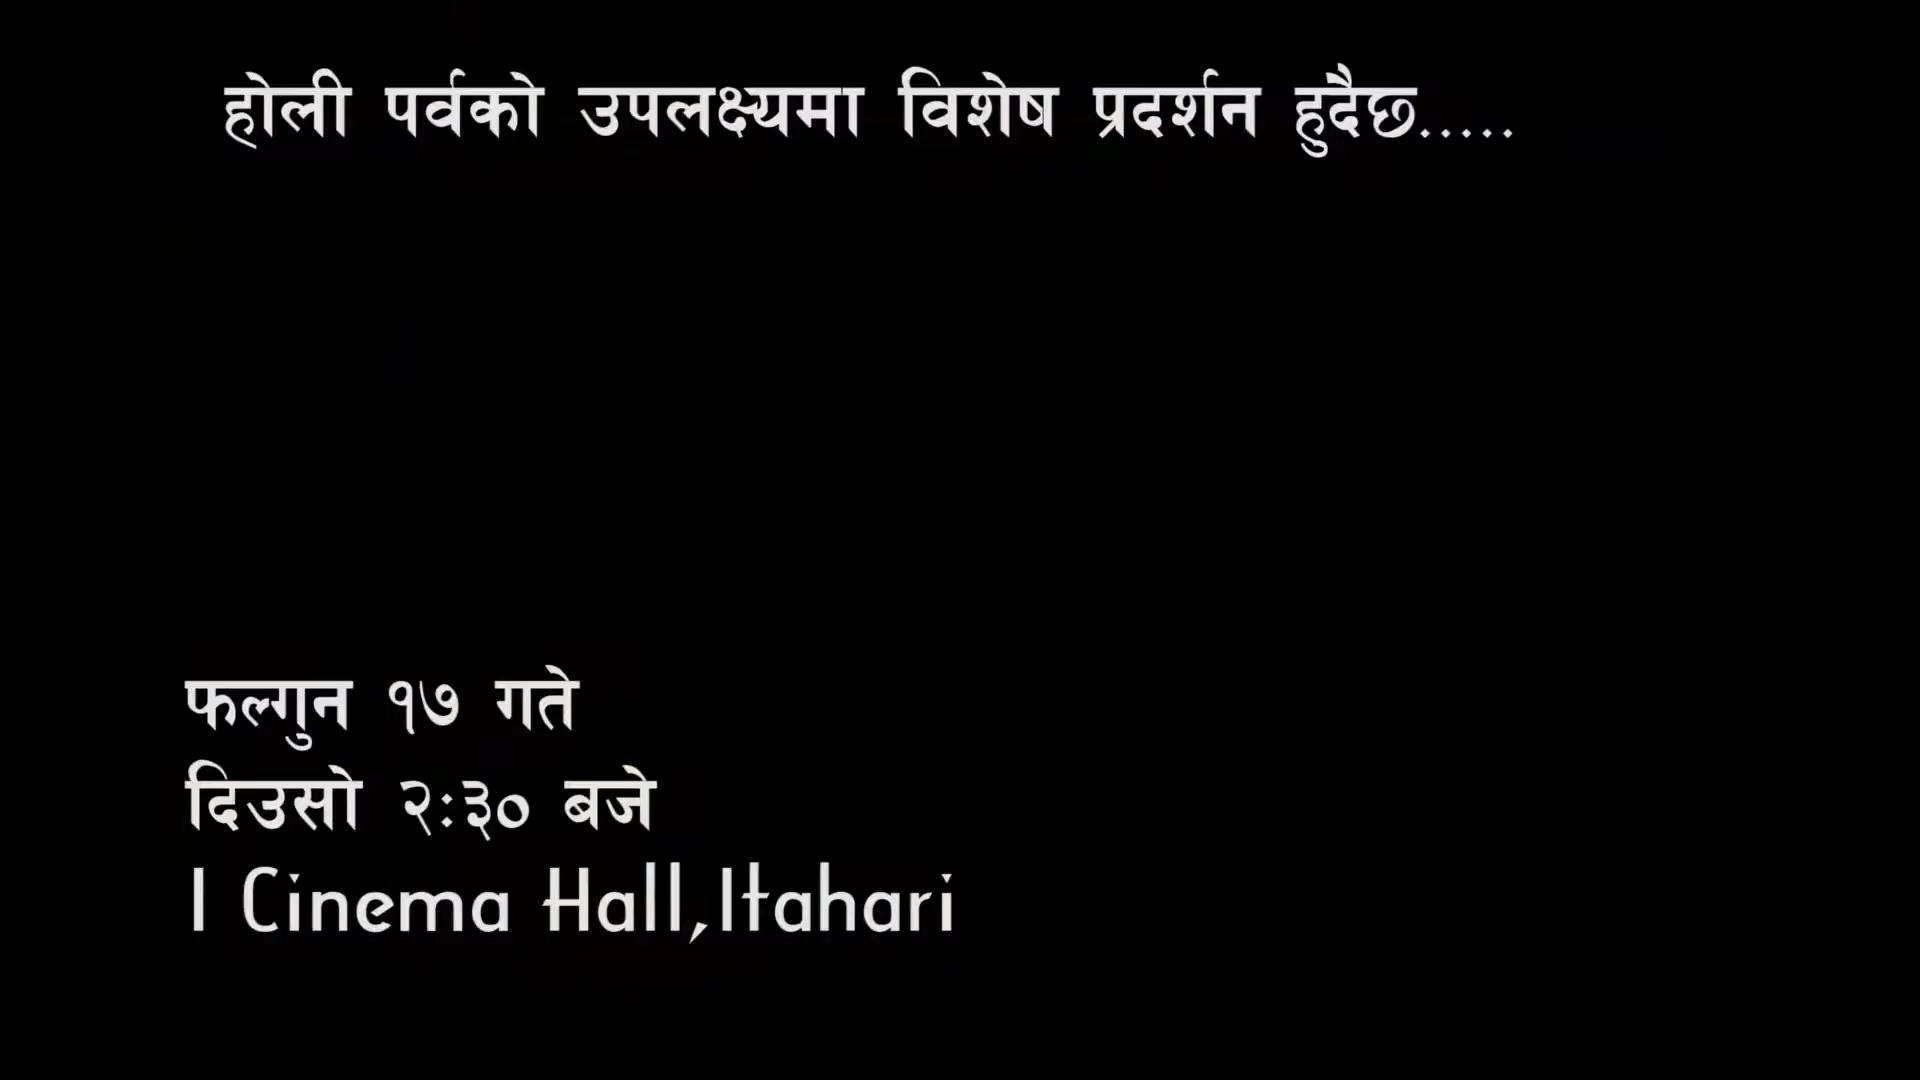 होली पर्वको उपलक्ष्यमा विशेष प्रदर्शन हुदैछ.....
फल्गुन १७ गते
दिउसो २:३० बजे
I Cinema Hall,Itahari